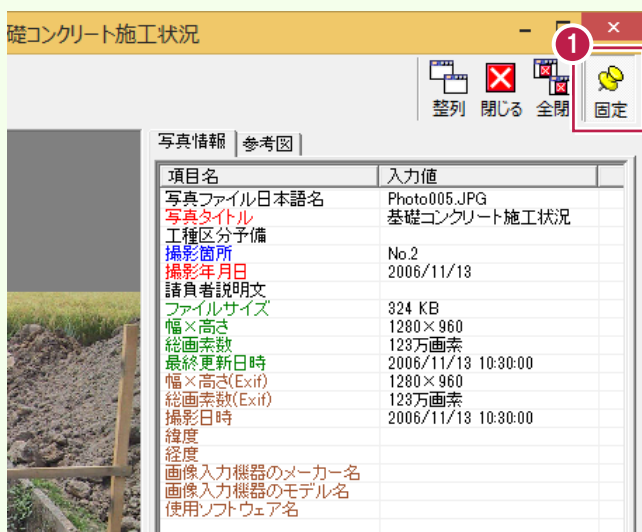 礎コンクリート施工状況
1
整列 閉じる 全閉 固定
写真情報 参考図
項目名 入力値
写真ファイル日本語名 Photo005.JPG
写真タイトル 基礎コンクリート施工状況
工種区分予備
撮影箇所 No.2
撮影年月日 2006/11/13
請負者説明文
ファイルサイズ 324 KB
幅×高さ 1280×960
総画素数 123万画素
最終更新日時 2006/11/13 10:30:00
幅×高さ(Exif) 1280×960
総画素数(Exif) 123万画素
撮影日時 2006/11/13 10:30:00
緯度
経度
画像入力機器のメーカー名
画像入力機器のモデル名
使用ソフトウェア名